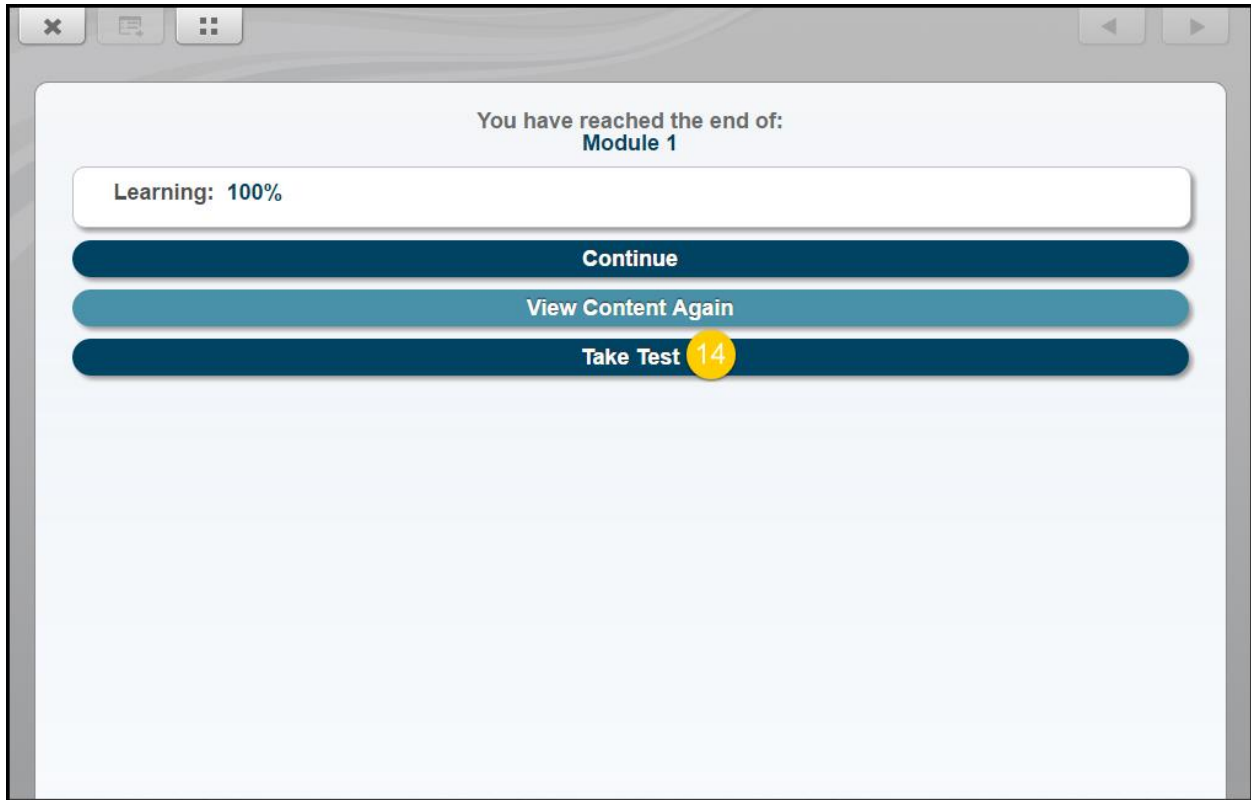 You have reached the end of:
Module 1
Learning: 100%
Continue
View Content Again
Take Test 14